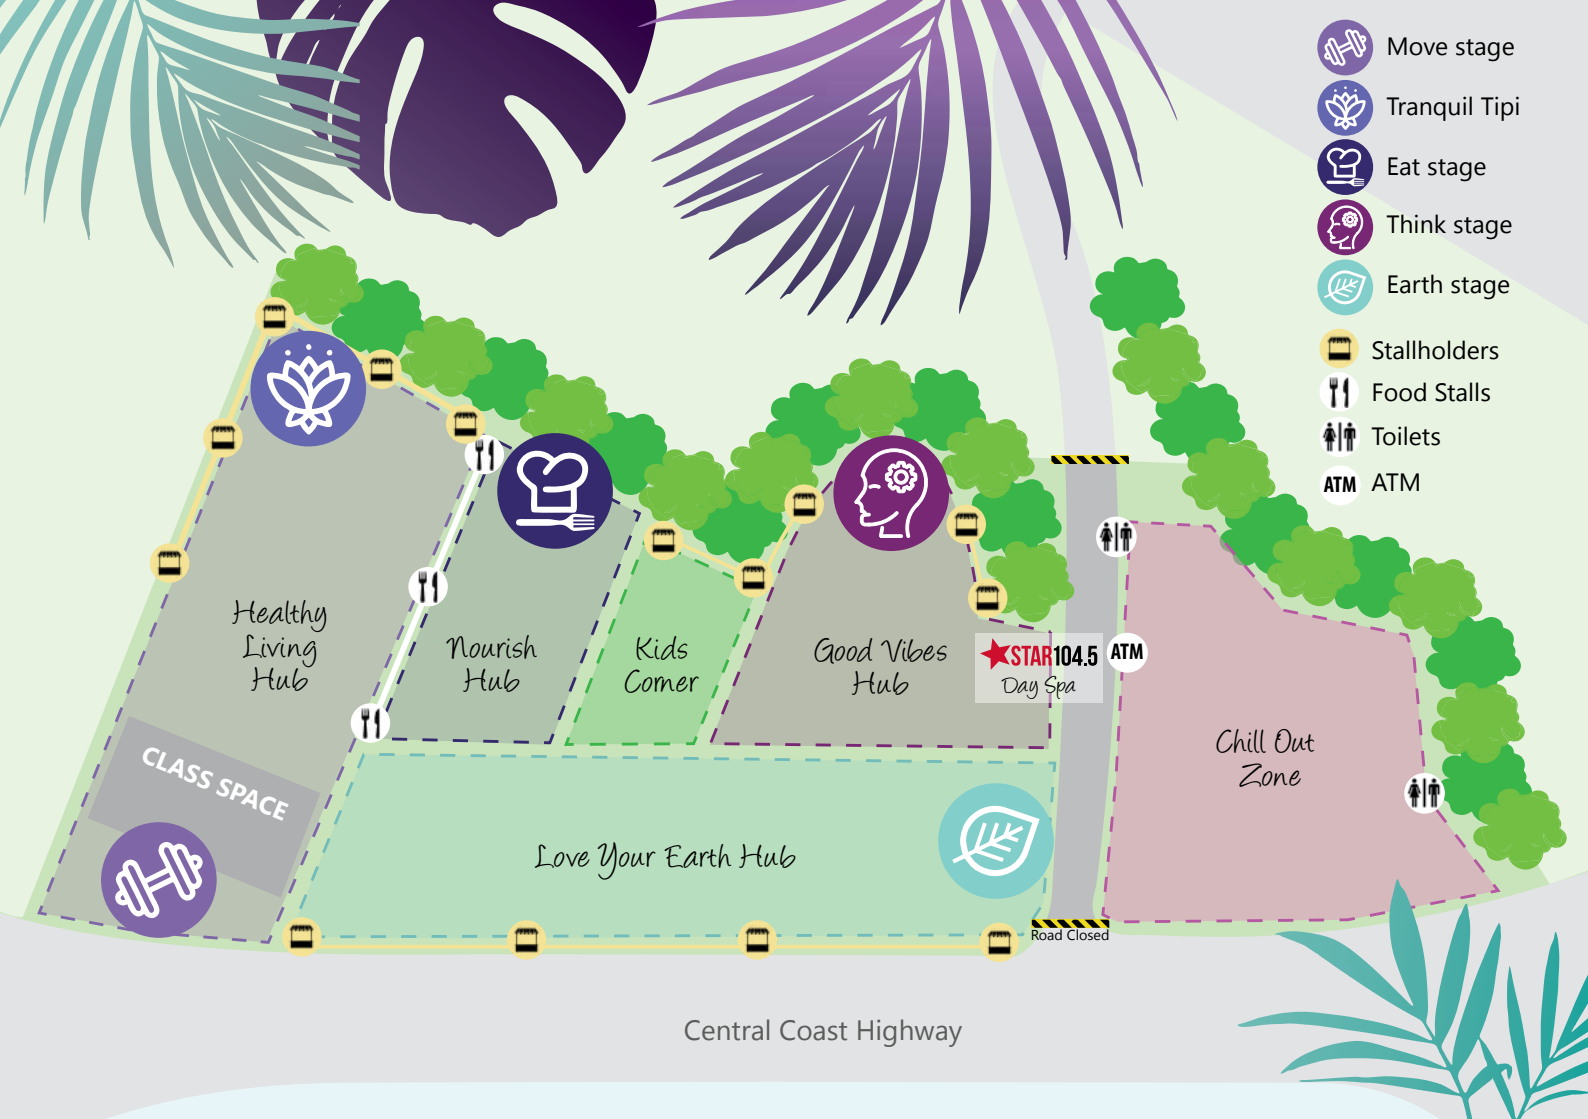 Move stage
Tranquil Tipi
Eat stage
Think stage
Earth stage
Stallholders
Food Stalls
Toilets
ATM ATM
Healthy
Living
Hub
Nourish
Hub
Kids
Corner
Good Vibes
Hub
STAR104.5
Day Spa
ATM
Chill Out
Zone
CLASS SPACE
Love Your Earth Hub
Road Closed
Central Coast Highway